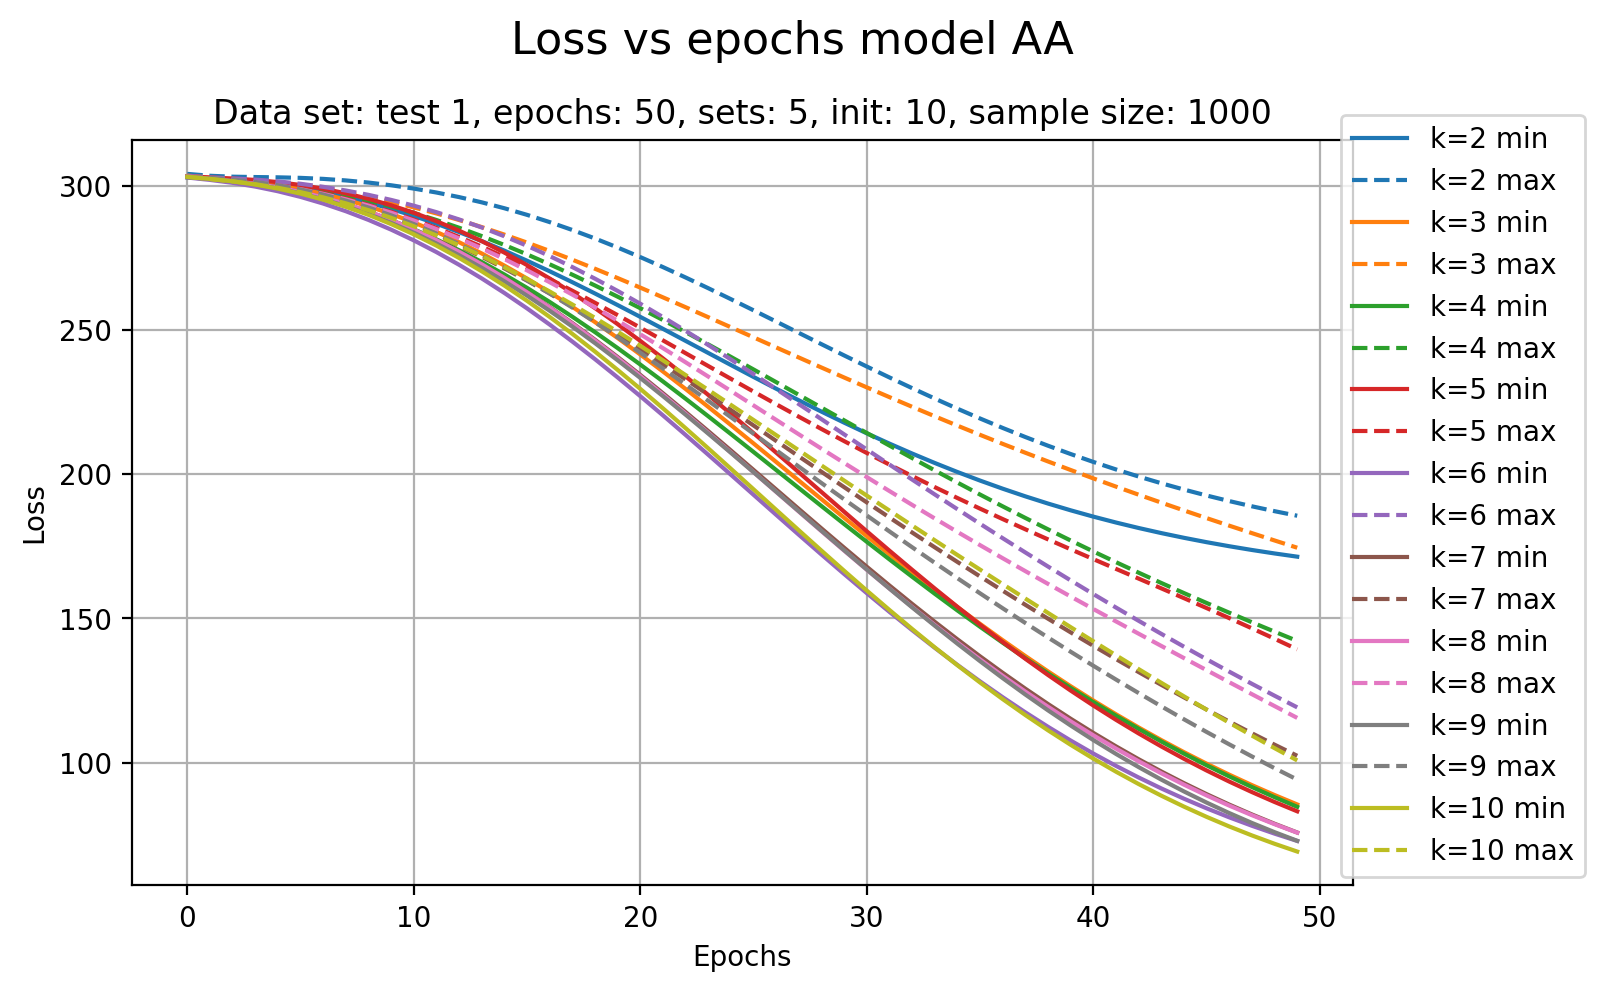 Loss vs epochs model AA
Data set: test 1, epochs: 50, sets: 5, init: 10, sample size: 1000
300
250
200
150
100
Loss
0 10 20 30 40 50
Epochs
k=2 min
k=2 max
k=3 min
k=3 max
k=4 min
k=4 max
k=5 min
k=5 max
k=6 min
k=6 max
k=7 min
k=7 max
k=8 min
k=8 max
k=9 min
k=9 max
k=10 min
k=10 max